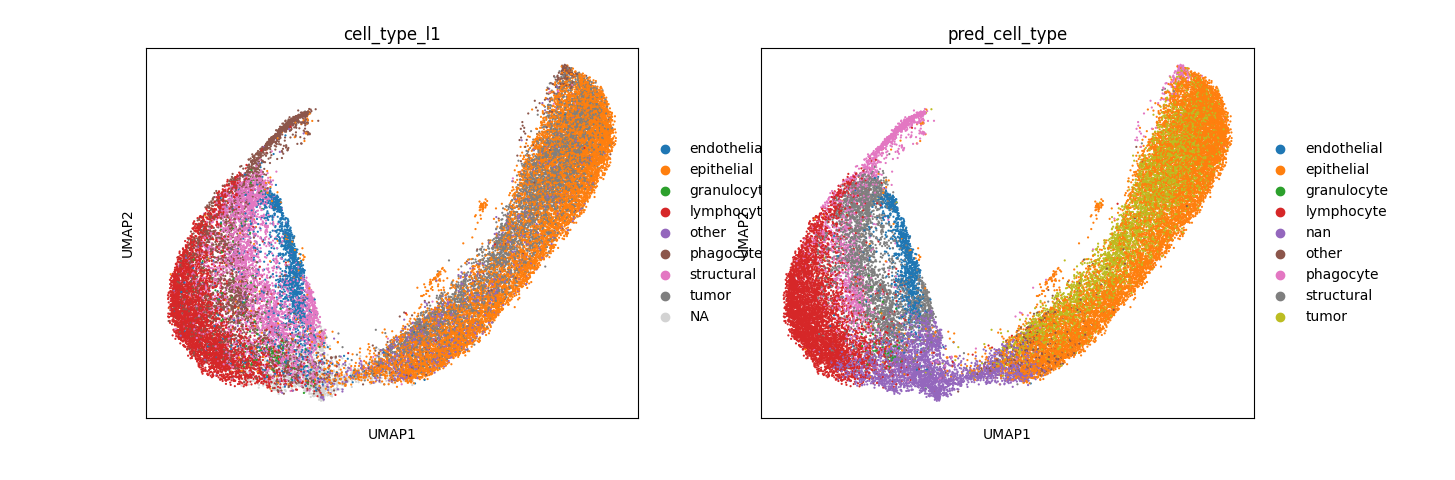 cell_type_l1
pred_cell_type
UMAP2
endothelia
epithelial
granulocyt
lymphocyt
other
phagocyte
structural
tumor
NA
UMAP1
UMAP2
endothelial
epithelial
granulocyte
lymphocyte
nan
other
phagocyte
structural
tumor
UMAP1